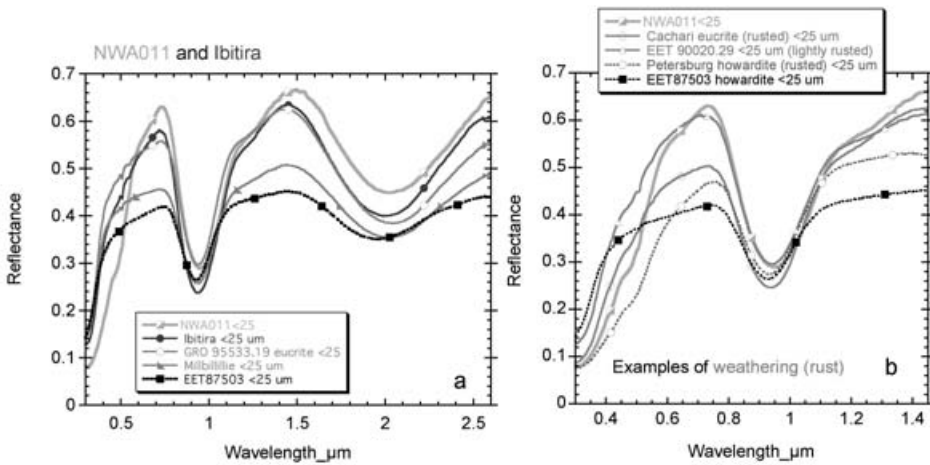 NWA011 and Ibitira
0.7
0.6
0.5
0.4
0.3
0.2
0.1
0
Reflectance
NWA011<25
Ibitira <25 um
GRO 95533.19 eucrite <25
Millbillillie <25 um
EET87503 <25 um
a
0.5
1
1.5
2
2.5
Wavelength_µm
NWA011<25
Cachari eucrite (rusted) <25 um
EET 90020.29 <25 um (lightly rusted)
Petersburg howardite (rusted) <25 um
EET87503 howardite <25 um
0.7
0.6
0.5
0.4
0.3
0.2
0.1
0
Reflectance
Examples of weathering (rust)
b
0.4
0.6
0.8
1
1.2
1.4
Wavelength_µm